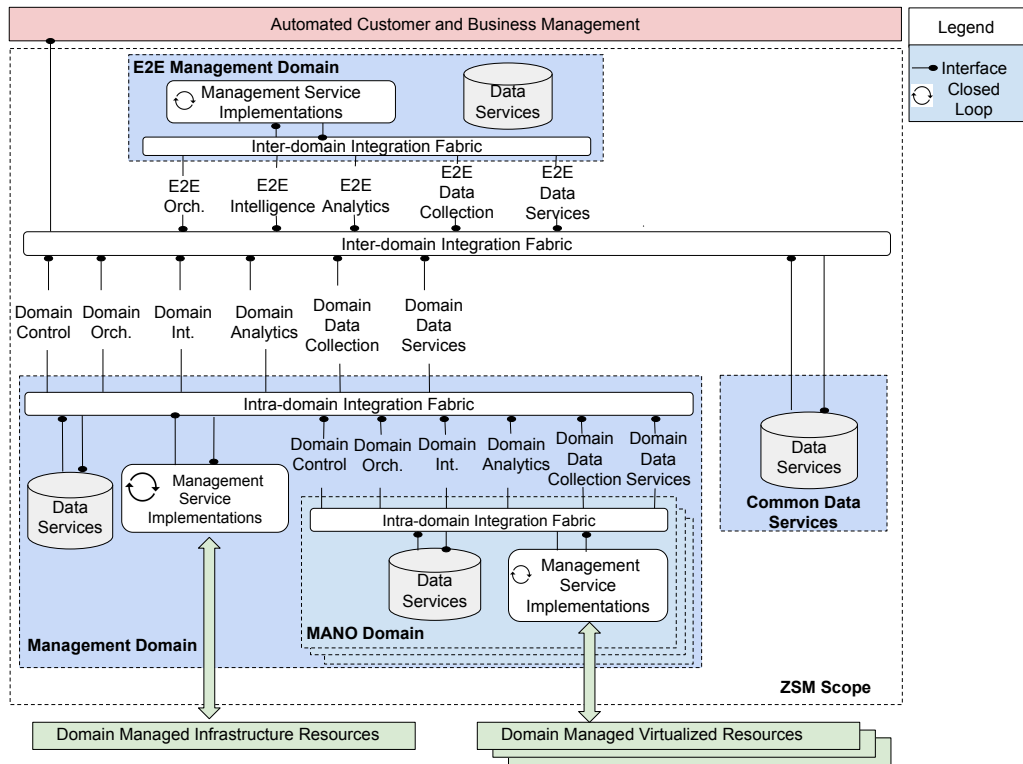 Automated Customer and Business Management
Legend
Interface
Closed
Loop
E2E Management Domain
Management Service
Implementations
Data
Services
Inter-domain Integration Fabric
E2E
Orch.
E2E
Intelligence
E2E
Analytics
E2E
Data
Collection
E2E
Data
Services
Inter-domain Integration Fabric
Domain
Control
Domain
Orch.
Domain
Int.
Domain
Analytics
Domain
Data
Collection
Domain
Data
Services
Intra-domain Integration Fabric
Data
Services
Management
Service
Implementations
Domain
Control
Domain
Orch.
Domain
Int.
Domain
Analytics
Domain
Data
Collection
Domain
Data
Services
Intra-domain Integration Fabric
Data
Services
Management
Service
Implementations
MANO Domain
Management Domain
Data
Services
Common Data
Services
ZSM Scope
Domain Managed Infrastructure Resources
Domain Managed Virtualized Resources